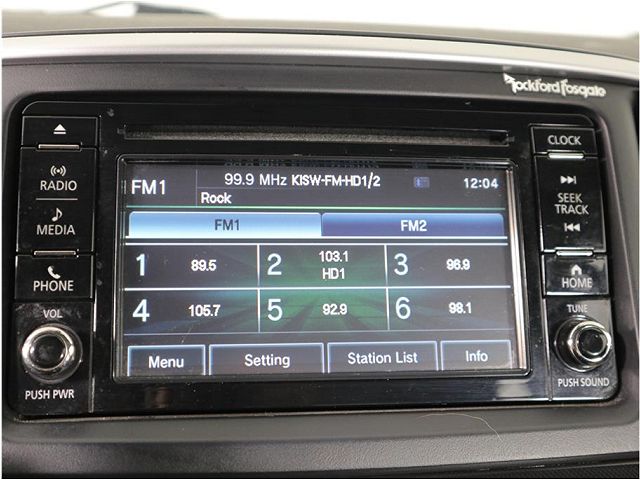 Rockford Fosgate
CLOCK
RADIO
MEDIA
PHONE
VOL
PUSH PWR
FM1 99.9 MHz KISW-FM-HD1/2 12:04
Rock
FM1 FM2
1 89.5 2 103.1 HD1 3 96.9
4 105.7 5 92.9 6 98.1
Menu Setting Station List Info
SEEK
TRACK
HOME
TUNE
PUSH SOUND